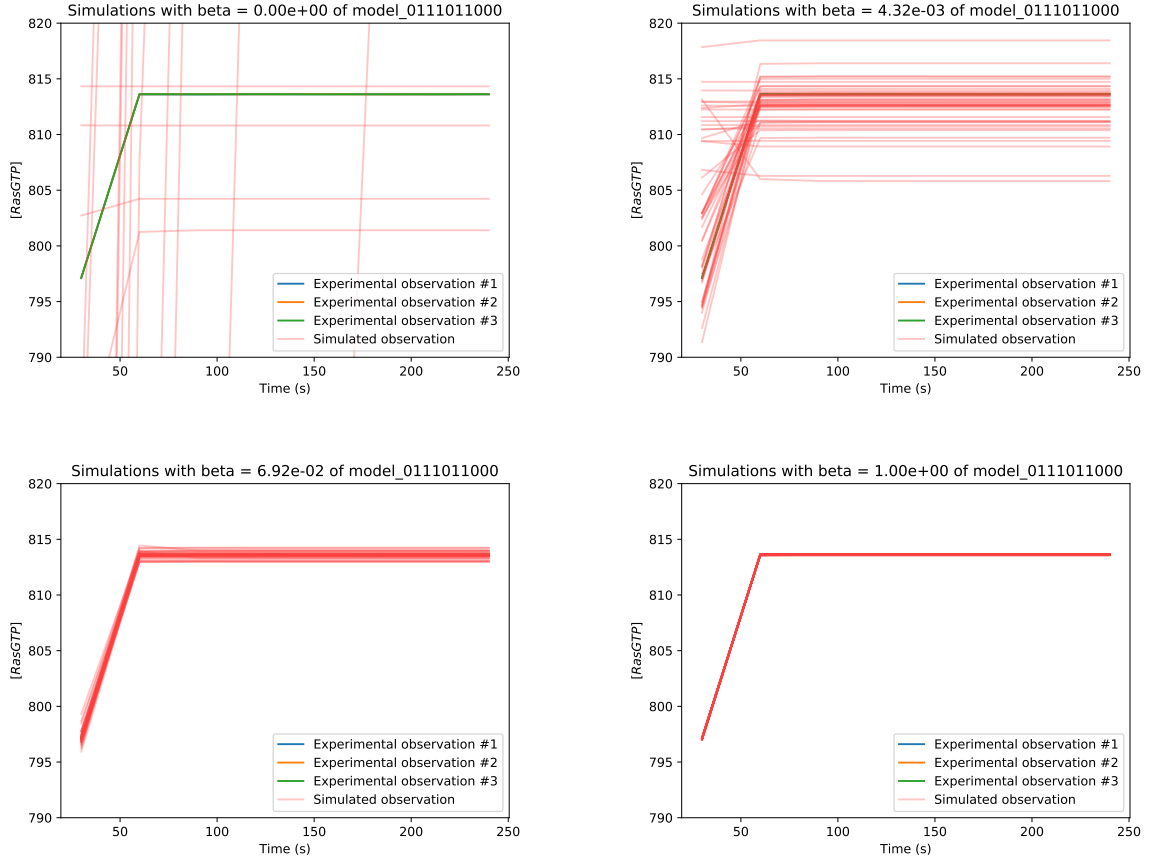 Simulations with beta = 0.00e+00 of model_0111011000
820
815
810
805
800
795
790
[RasGTP]
50
100
150
200
250
Time (s)
Experimental observation #1
Experimental observation #2
Experimental observation #3
Simulated observation
Simulations with beta = 4.32e-03 of model_0111011000
820
815
810
805
800
795
790
[RasGTP]
50
100
150
200
250
Time (s)
Experimental observation #1
Experimental observation #2
Experimental observation #3
Simulated observation
Simulations with beta = 6.92e-02 of model_0111011000
820
815
810
805
800
795
790
[RasGTP]
50
100
150
200
250
Time (s)
Experimental observation #1
Experimental observation #2
Experimental observation #3
Simulated observation
Simulations with beta = 1.00e+00 of model_0111011000
820
815
810
805
800
795
790
[RasGTP]
50
100
150
200
250
Time (s)
Experimental observation #1
Experimental observation #2
Experimental observation #3
Simulated observation